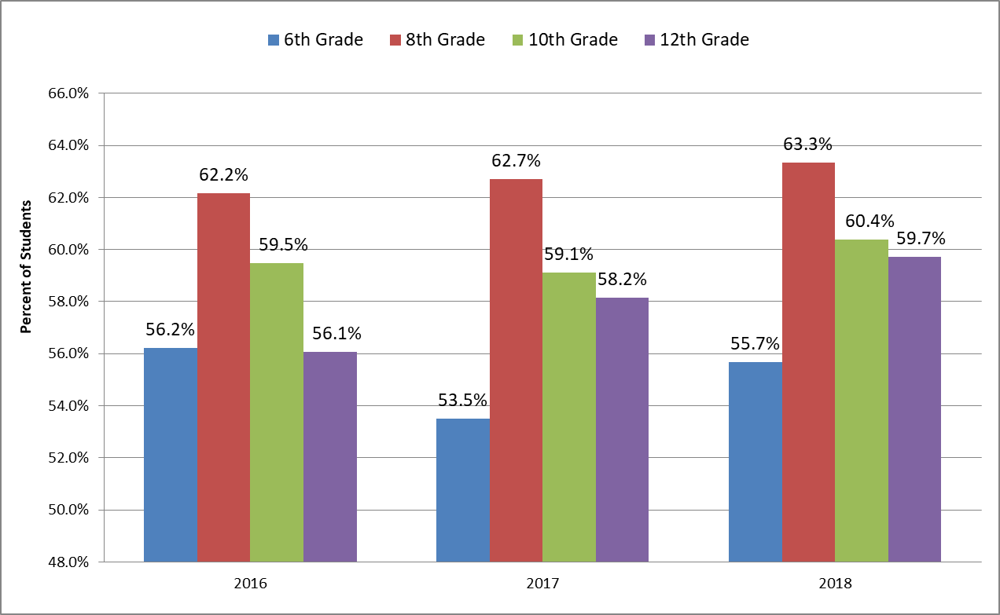 6th Grade 8th Grade 10th Grade 12th Grade
66.0%
64.0%
62.0%
60.0%
58.0%
56.0%
54.0%
52.0%
50.0%
48.0%
Percent of Students
56.2% 62.2% 59.5% 56.1%
53.5% 62.7% 59.1% 58.2%
55.7% 63.3% 60.4% 59.7%
2016 2017 2018